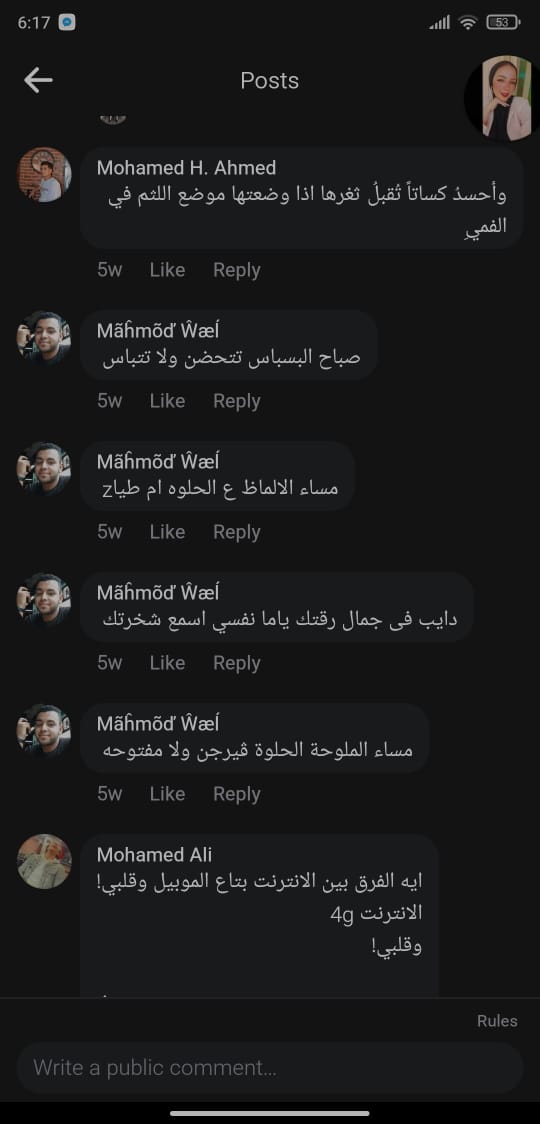 6:17
53
Posts
Mohamed H. Ahmed
وأحسدُ كساتاً تُقبلُ ثغرها اذا وضعتها موضع اللثم في
الفمي
5w Like Reply
Mãĥmõď Ŵæĺ
صباح البسباس تتحضن ولا تتباس
5w Like Reply
Mãĥmõď Ŵæĺ
مساء الالماظ ع الحلوه ام طياz
5w Like Reply
Mãĥmõď Ŵæĺ
دايب فى جمال رقتك ياما نفسي اسمع شخرتك
5w Like Reply
Mãĥmõď Ŵæĺ
مساء الملوحة الحلوة ڤيرجن ولا مفتوحه
5w Like Reply
Mohamed Ali
ايه الفرق بين الانترنت بتاع الموبيل وقلبي!
الانترنت 4g
وقلبي!
Rules
Write a public comment...